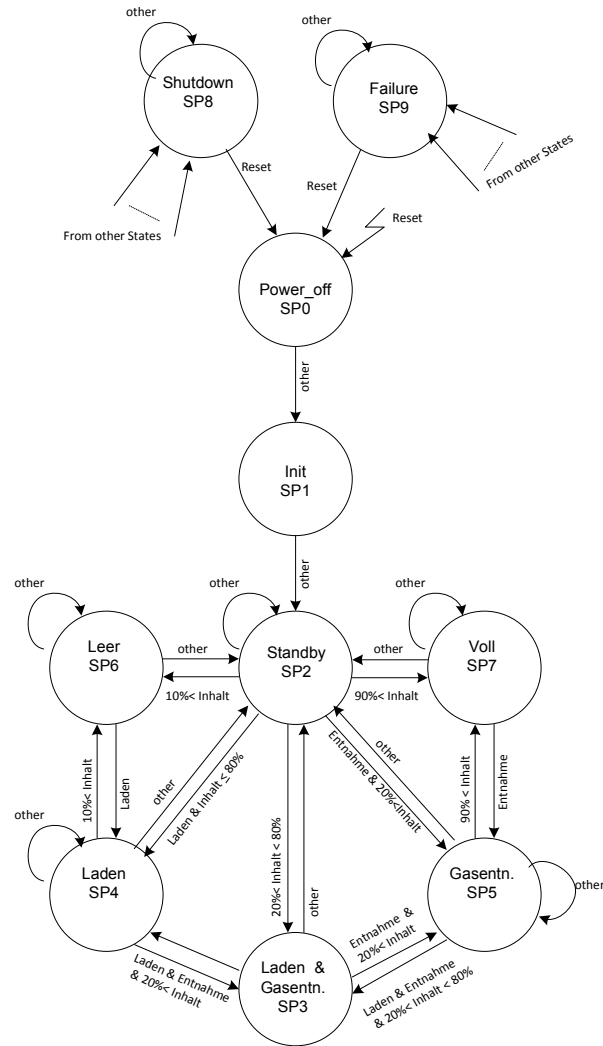 other
other
Shutdown
SP8
Failure
SP9
Reset
Reset
From other States
From other States
Reset
Power_off
SP0
other
Init
SP1
other
other
other
other
Leer
SP6
other
Standby
SP2
other
Voll
SP7
10%< Inhalt
90%< Inhalt
10%< Inhalt
Laden
other
Laden & Inhalt ≤ 80%
20%< Inhalt < 80%
other
Entnahme & 20%<Inhalt
other
90%< Inhalt
Entnahme
other
Laden
SP4
Gasentn.
SP5
other
Laden & Entnahme
& 20%< Inhalt
Laden &
Gasentn.
SP3
Entnahme &
20%< Inhalt
Laden & Entnahme
& 20%< Inhalt < 80%